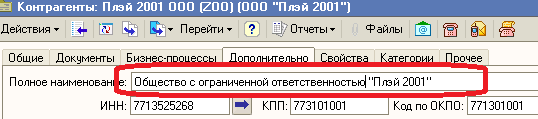 Контрагенты: Плэй 2001 ООО (ZOO) (ООО "Плэй 2001")
Действия Перейти Отчеты Файлы
Общие Документы Бизнес-процессы Дополнительно Свойства Категории Прочее
Полное наименование: Общество с ограниченной ответственностью "Плэй 2001"
ИНН: 7713525268 КПП: 773101001 Код по ОКПО: 771301001